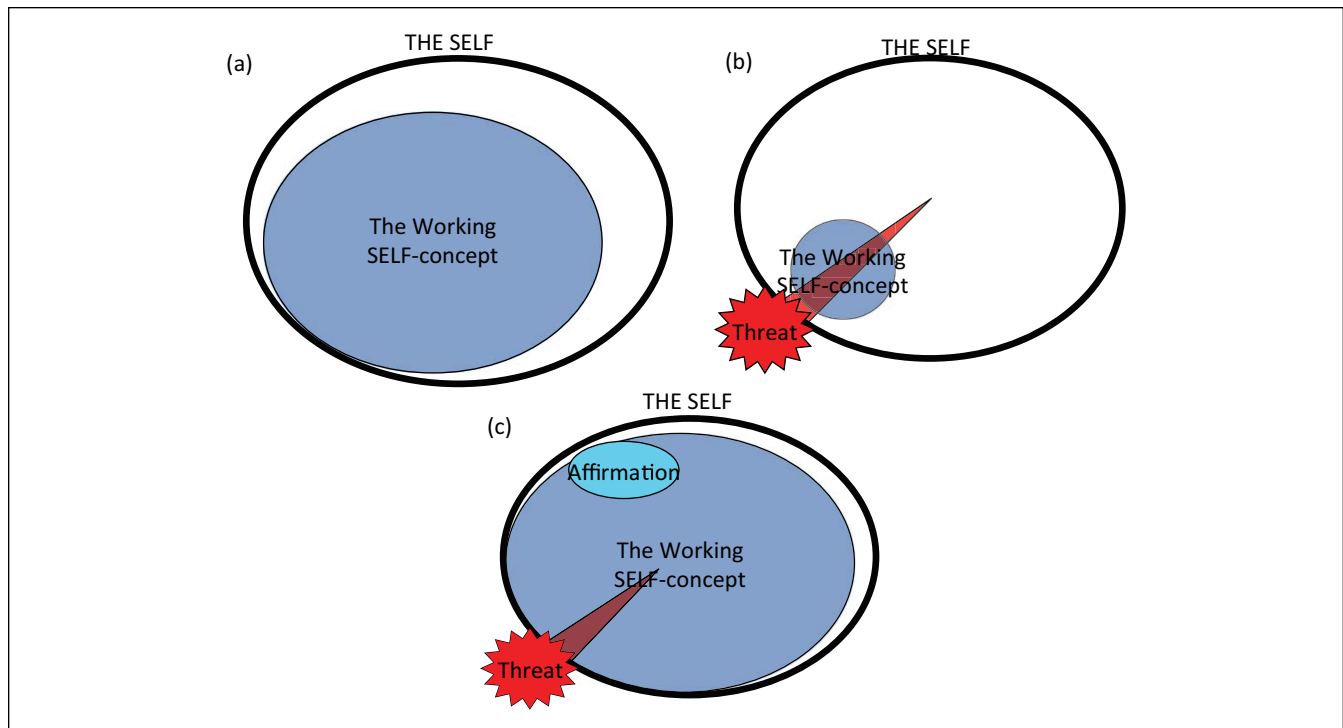 (a)
THE SELF
The Working
SELF-concept
(b)
THE SELF
The Working
SELF-concept
Threat
(c)
THE SELF
Affirmation
The Working
SELF-concept
Threat